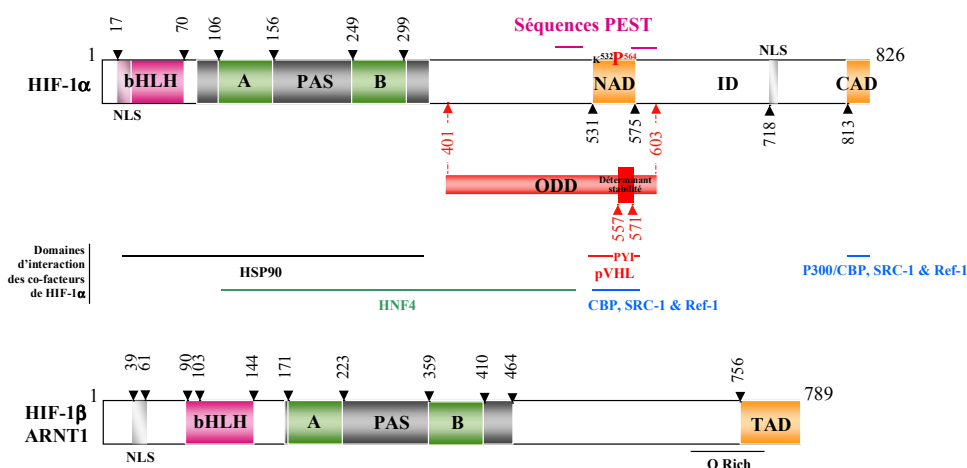 Séquences PEST
17 70 106 156 249 299
1 K⁵³²P⁵⁶⁴ NLS 826
HIF-1α bHLH A PAS B NAD ID CAD
NLS
401 531 575 603 718 813
ODD Déterminant stabilité
557 571
Domaines
d'interaction
des co-facteurs
de HIF-1α
HSP90
PYI
pVHL
P300/CBP, SRC-1 & Ref-1
HNF4
CBP, SRC-1 & Ref-1
39 61 90 103 144 171 223 359 410 464 756
1 789
HIF-1β
ARNT1
bHLH A PAS B TAD
NLS
Q Rich